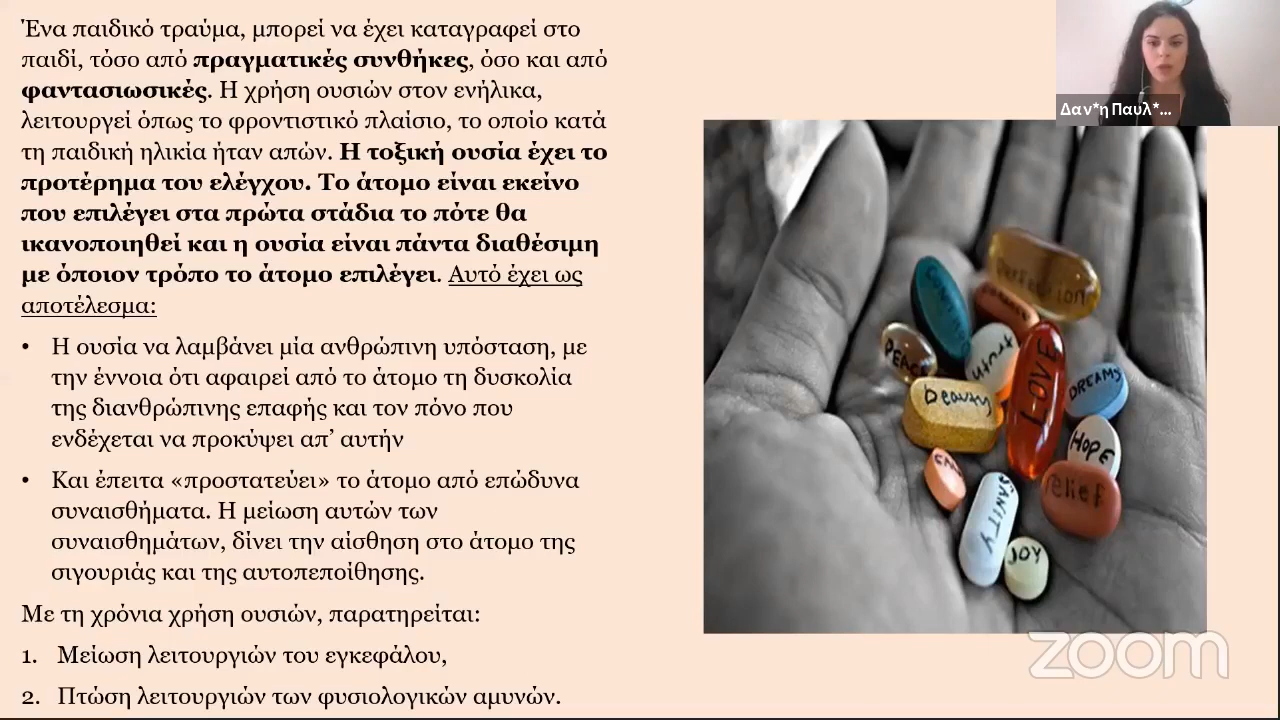 Ένα παιδικό τραύμα, μπορεί να έχει καταγραφεί στο
παιδί, τόσο από πραγματικές συνθήκες, όσο και από
φαντασιωσικές. Η χρήση ουσιών στον ενήλικα,
λειτουργεί όπως το φροντιστικό πλαίσιο, το οποίο κατά
τη παιδική ηλικία ήταν απών. Η τοξική ουσία έχει το
προτέρημα του ελέγχου. Το άτομο είναι εκείνο
που επιλέγει στα πρώτα στάδια το πότε θα
ικανοποιηθεί και η ουσία είναι πάντα διαθέσιμη
με όποιον τρόπο το άτομο επιλέγει. Αυτό έχει ως
αποτέλεσμα:
• Η ουσία να λαμβάνει μία ανθρώπινη υπόσταση, με
την έννοια ότι αφαιρεί από το άτομο τη δυσκολία
της διανθρώπινης επαφής και τον πόνο που
ενδέχεται να προκύψει απ’ αυτήν
• Και έπειτα «προστατεύει» το άτομο από επώδυνα
συναισθήματα. Η μείωση αυτών των
συναισθημάτων, δίνει την αίσθηση στο άτομο της
σιγουριάς και της αυτοπεποίθησης.
Με τη χρόνια χρήση ουσιών, παρατηρείται:
1. Μείωση λειτουργιών του εγκεφάλου,
2. Πτώση λειτουργιών των φυσιολογικών αμυνών.
Δαν*η Παυλ*...
Perfection
PEACE
truth
LOVE
DREAMS
beauty
HOPE
relief
SANITY
JOY
zoom